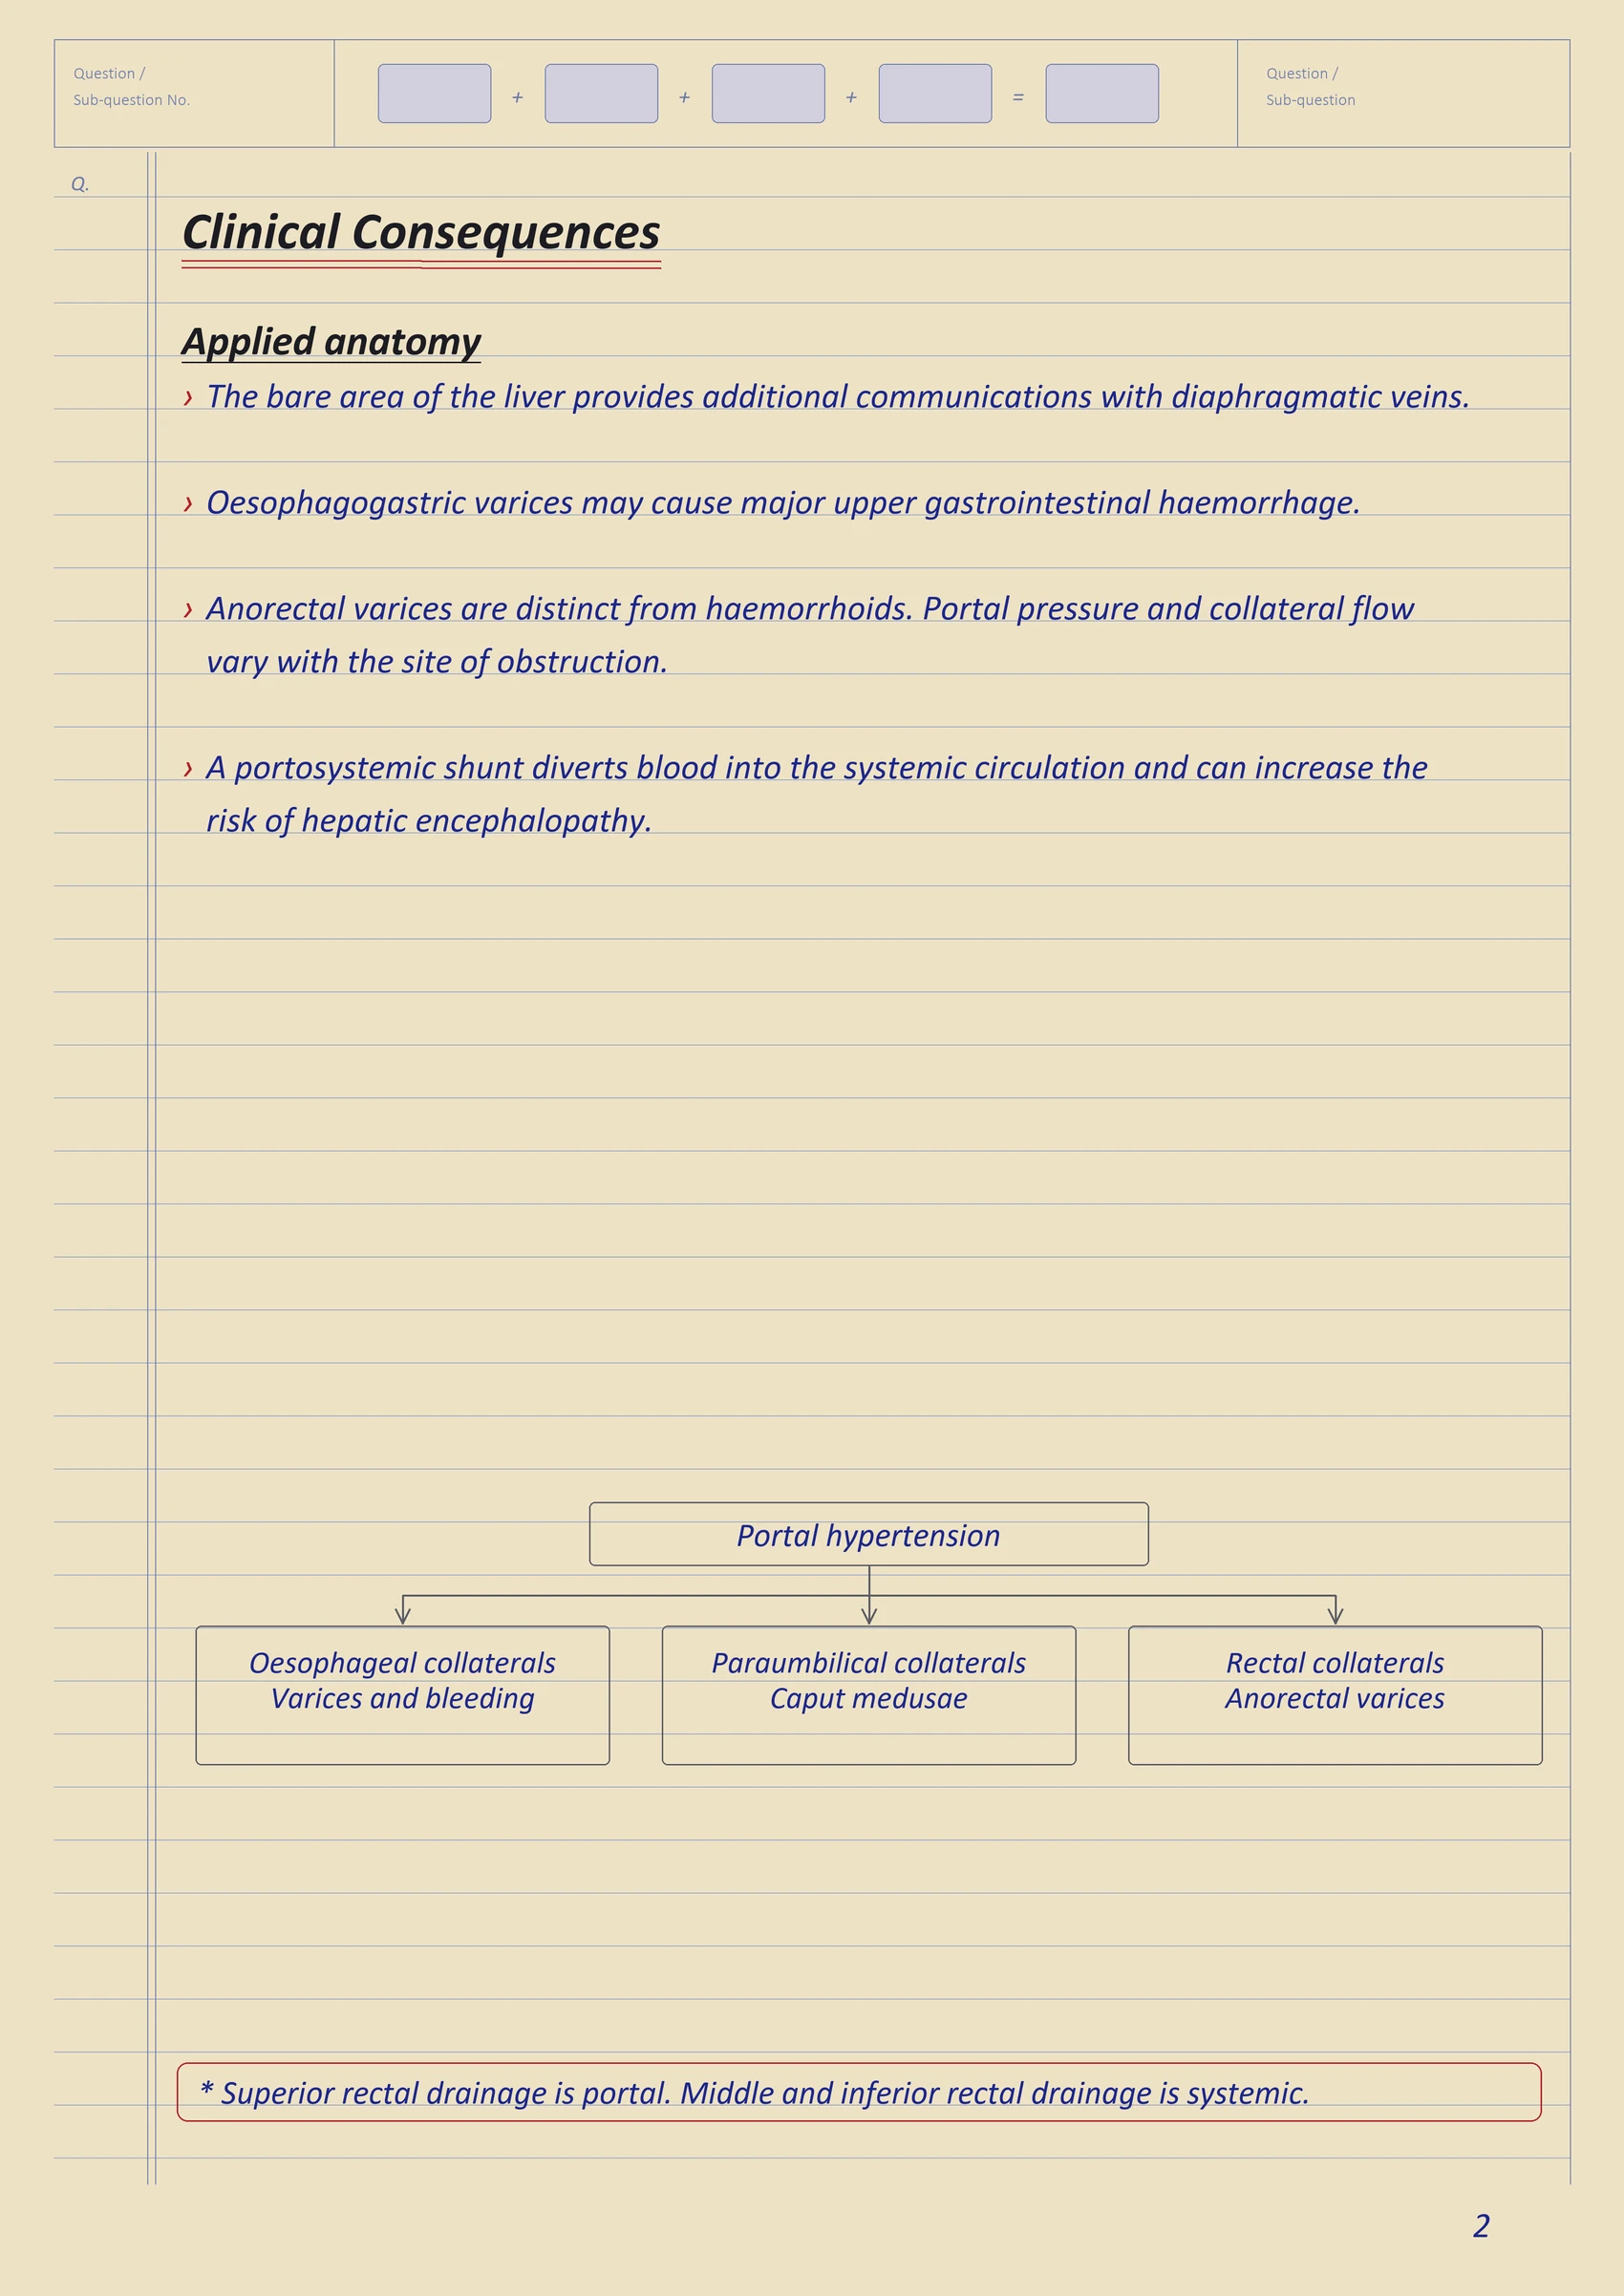 Question /
Sub-question No.
+ + + =
Question /
Sub-question
Q.
Clinical Consequences
Applied anatomy
› The bare area of the liver provides additional communications with diaphragmatic veins.
› Oesophagogastric varices may cause major upper gastrointestinal haemorrhage.
› Anorectal varices are distinct from haemorrhoids. Portal pressure and collateral flow
vary with the site of obstruction.
› A portosystemic shunt diverts blood into the systemic circulation and can increase the
risk of hepatic encephalopathy.
Portal hypertension
Oesophageal collaterals
Varices and bleeding
Paraumbilical collaterals
Caput medusae
Rectal collaterals
Anorectal varices
* Superior rectal drainage is portal. Middle and inferior rectal drainage is systemic.
2